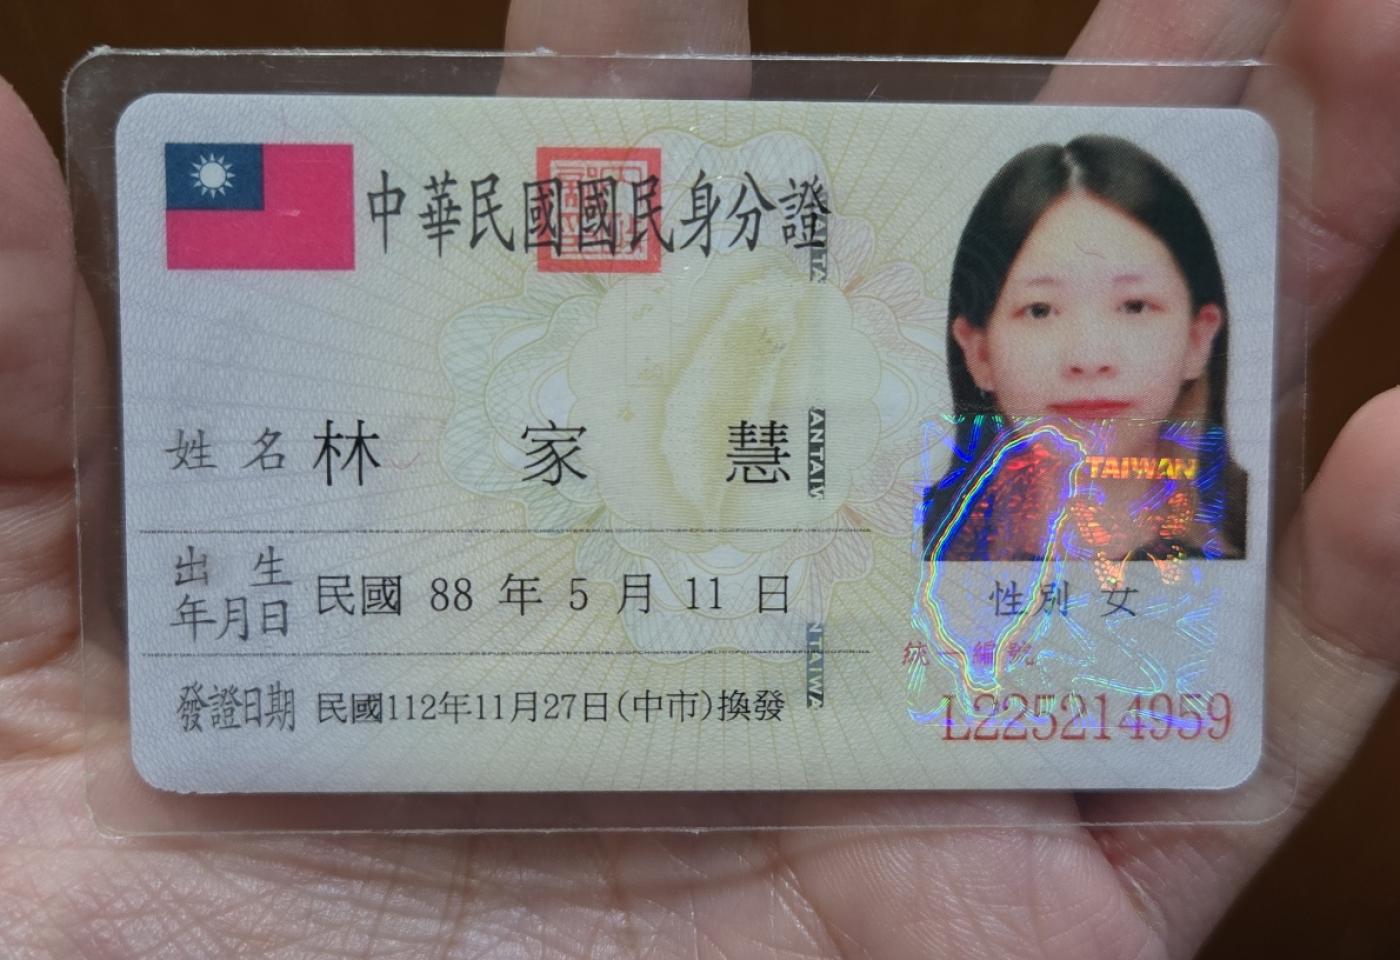 中華民國國民身分證
姓名 林家慧
出生年月日 民國 88 年 5 月 11 日
發證日期 民國112年11月27日(中市)換發
TAIWAN
性別 女
統一編號
L225214959